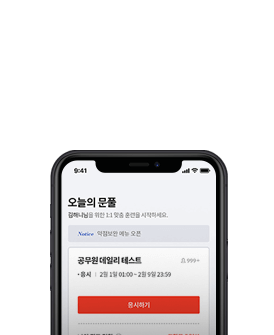 9:41
오늘의 문풀
김하나님을 위한 1:1 맞춤 훈련을 시작하세요.
Notice 약점보완 메뉴 오픈
공무원 데일리 테스트
999+
• 응시 | 2월 1일 01:00 ~ 2월 9일 23:59
응시하기